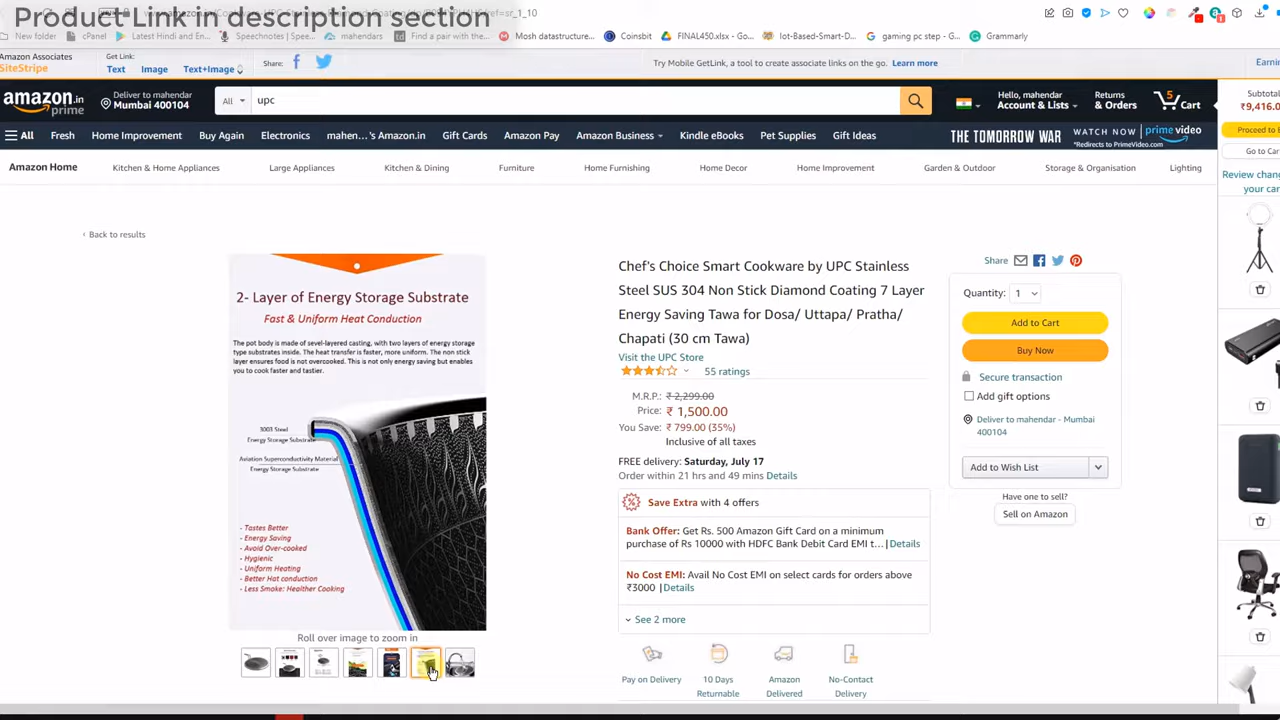 Product Link in description section
=sr_1_10
New folder
cPanel
Latest Hindi and En...
Speechnotes | Spee...
mahendars
Find a pair with the...
Mosh datastructure...
Coinsbit
FINAL450.xlsx - Goo...
Iot-Based-Smart-D...
gaming pc step - G...
Grammarly
Amazon Associates
SiteStripe
Get Link:
Text
Image
Text+Image
Share:
Try Mobile GetLink, a tool to create associate links on the go. Learn more
Earnin
amazon.in
prime
Deliver to mahendar
Mumbai 400104
All
upc
Hello, mahendar
Account & Lists
Returns
& Orders
5
Cart
Subtotal
₹9,416.0
Proceed to B
Go to Car
Review chang
your car
All
Fresh
Home Improvement
Buy Again
Electronics
mahen...'s Amazon.in
Gift Cards
Amazon Pay
Amazon Business
Kindle eBooks
Pet Supplies
Gift Ideas
THE TOMORROW WAR
WATCH NOW
*Redirects to PrimeVideo.com
prime video
Amazon Home
Kitchen & Home Appliances
Large Appliances
Kitchen & Dining
Furniture
Home Furnishing
Home Decor
Home Improvement
Garden & Outdoor
Storage & Organisation
Lighting
‹ Back to results
2- Layer of Energy Storage Substrate
Fast & Uniform Heat Conduction
The pot body is made of sevel-layered casting, with two layers of energy storage
type substrates inside. The heat transfer is faster, more uniform. The non stick
layer ensures food is not overcooked. This is not only energy saving but enables
you to cook faster and tastier.
3003 Steel
Energy Storage Substrate
Aviation Superconductivity Material
Energy Storage Substrate
- Tastes Better
- Energy Saving
- Avoid Over-cooked
- Hygienic
- Uniform Heating
- Better Hot conduction
- Less Smoke: Healither Cooking
Roll over image to zoom in
Chef's Choice Smart Cookware by UPC Stainless
Steel SUS 304 Non Stick Diamond Coating 7 Layer
Energy Saving Tawa for Dosa/ Uttapa/ Pratha/
Chapati (30 cm Tawa)
Visit the UPC Store
55 ratings
M.R.P.: ₹ 2,299.00
Price: ₹ 1,500.00
You Save: ₹ 799.00 (35%)
Inclusive of all taxes
FREE delivery: Saturday, July 17
Order within 21 hrs and 49 mins Details
Save Extra with 4 offers
Bank Offer: Get Rs. 500 Amazon Gift Card on a minimum
purchase of Rs 10000 with HDFC Bank Debit Card EMI t... |Details
No Cost EMI: Avail No Cost EMI on select cards for orders above
₹3000 |Details
See 2 more
Pay on Delivery
10 Days
Returnable
Amazon
Delivered
No-Contact
Delivery
Share
Quantity: 1
Add to Cart
Buy Now
Secure transaction
Add gift options
Deliver to mahendar - Mumbai
400104
Add to Wish List
Have one to sell?
Sell on Amazon